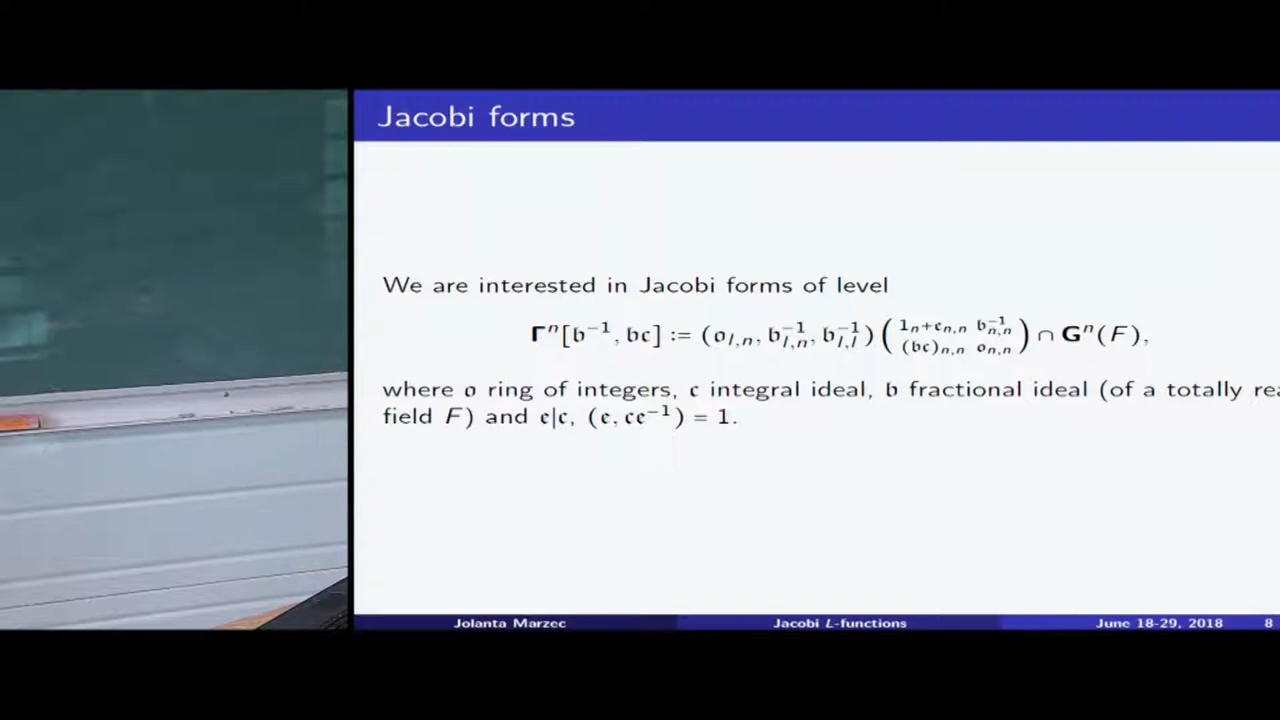 Jacobi forms
We are interested in Jacobi forms of level
𝚪ⁿ[𝔟⁻¹, 𝔟𝔠] := (𝔬_{l,n}, 𝔟⁻¹_{l,n}, 𝔟⁻¹_{l,l}) ( 1ₙ+𝔢_{n,n} 𝔟⁻¹_{n,n} ; (𝔟𝔠)_{n,n} 𝔬_{n,n} ) ∩ 𝐆ⁿ(F),
where 𝔬 ring of integers, 𝔠 integral ideal, 𝔟 fractional ideal (of a totally rea
field F) and 𝔢|𝔠, (𝔢, 𝔠𝔢⁻¹) = 1.
Jolanta Marzec Jacobi L-functions June 18-29, 2018 8